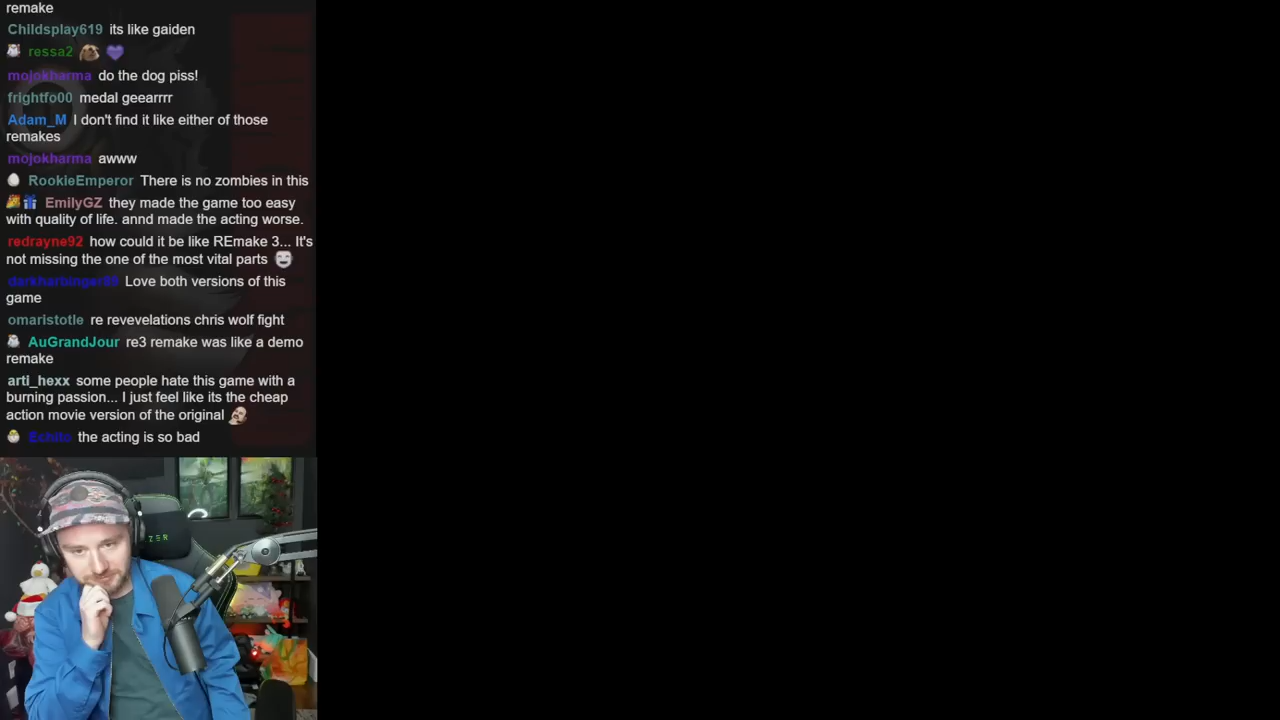 remake
Childsplay619 its like gaiden
ressa2
mojokharma do the dog piss!
frightfo00 medal geearrrr
Adam_M I don't find it like either of those
remakes
mojokharma awww
RookieEmperor There is no zombies in this
EmilyGZ they made the game too easy
with quality of life. annd made the acting worse.
redrayne92 how could it be like REmake 3... It's
not missing the one of the most vital parts
Love both versions of this
game
omaristotle re revevelations chris wolf fight
AuGrandJour re3 remake was like a demo
remake
arti_hexx some people hate this game with a
burning passion... I just feel like its the cheap
action movie version of the original
Echito the acting is so bad